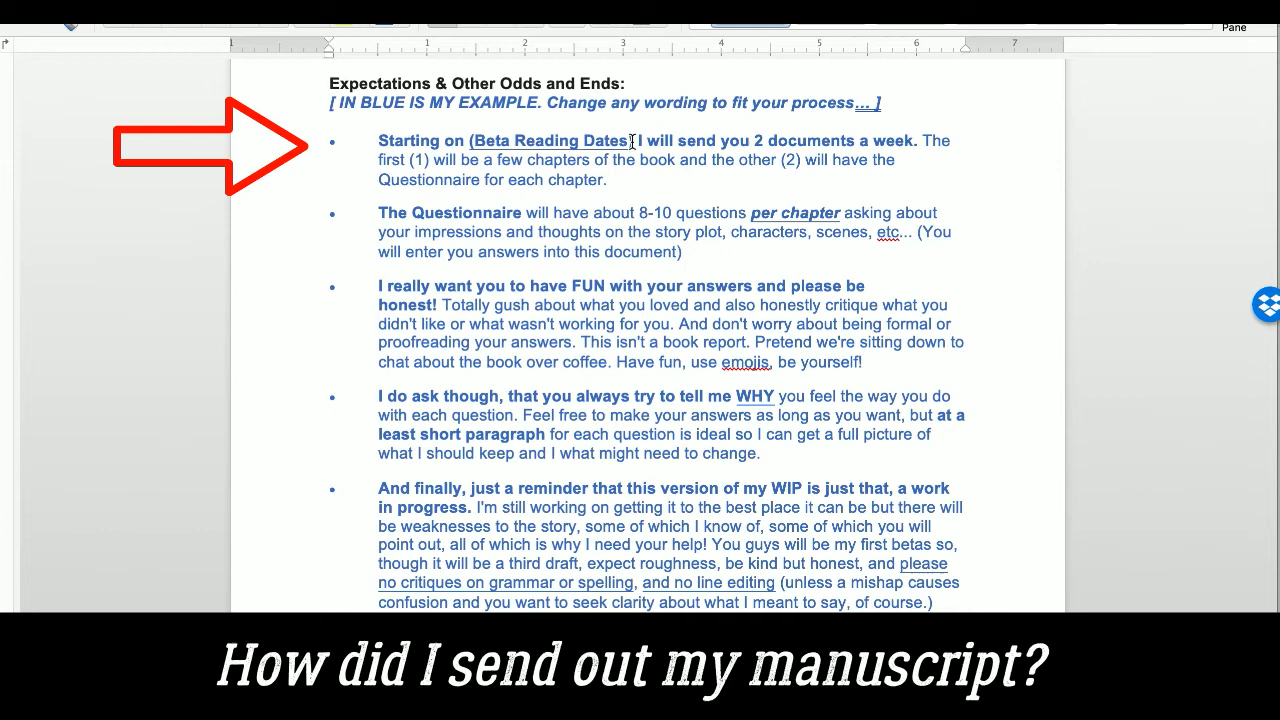 Pane
1 1 2 3 4 5 6 7
Expectations & Other Odds and Ends:
[ IN BLUE IS MY EXAMPLE. Change any wording to fit your process... ]
• Starting on (Beta Reading Dates) I will send you 2 documents a week. The
first (1) will be a few chapters of the book and the other (2) will have the
Questionnaire for each chapter.
• The Questionnaire will have about 8-10 questions per chapter asking about
your impressions and thoughts on the story plot, characters, scenes, etc... (You
will enter you answers into this document)
• I really want you to have FUN with your answers and please be
honest! Totally gush about what you loved and also honestly critique what you
didn't like or what wasn't working for you. And don't worry about being formal or
proofreading your answers. This isn't a book report. Pretend we're sitting down to
chat about the book over coffee. Have fun, use emojis, be yourself!
• I do ask though, that you always try to tell me WHY you feel the way you do
with each question. Feel free to make your answers as long as you want, but at a
least short paragraph for each question is ideal so I can get a full picture of
what I should keep and I what might need to change.
• And finally, just a reminder that this version of my WIP is just that, a work
in progress. I'm still working on getting it to the best place it can be but there will
be weaknesses to the story, some of which I know of, some of which you will
point out, all of which is why I need your help! You guys will be my first betas so,
though it will be a third draft, expect roughness, be kind but honest, and please
no critiques on grammar or spelling, and no line editing (unless a mishap causes
confusion and you want to seek clarity about what I meant to say, of course.)
How did I send out my manuscript?